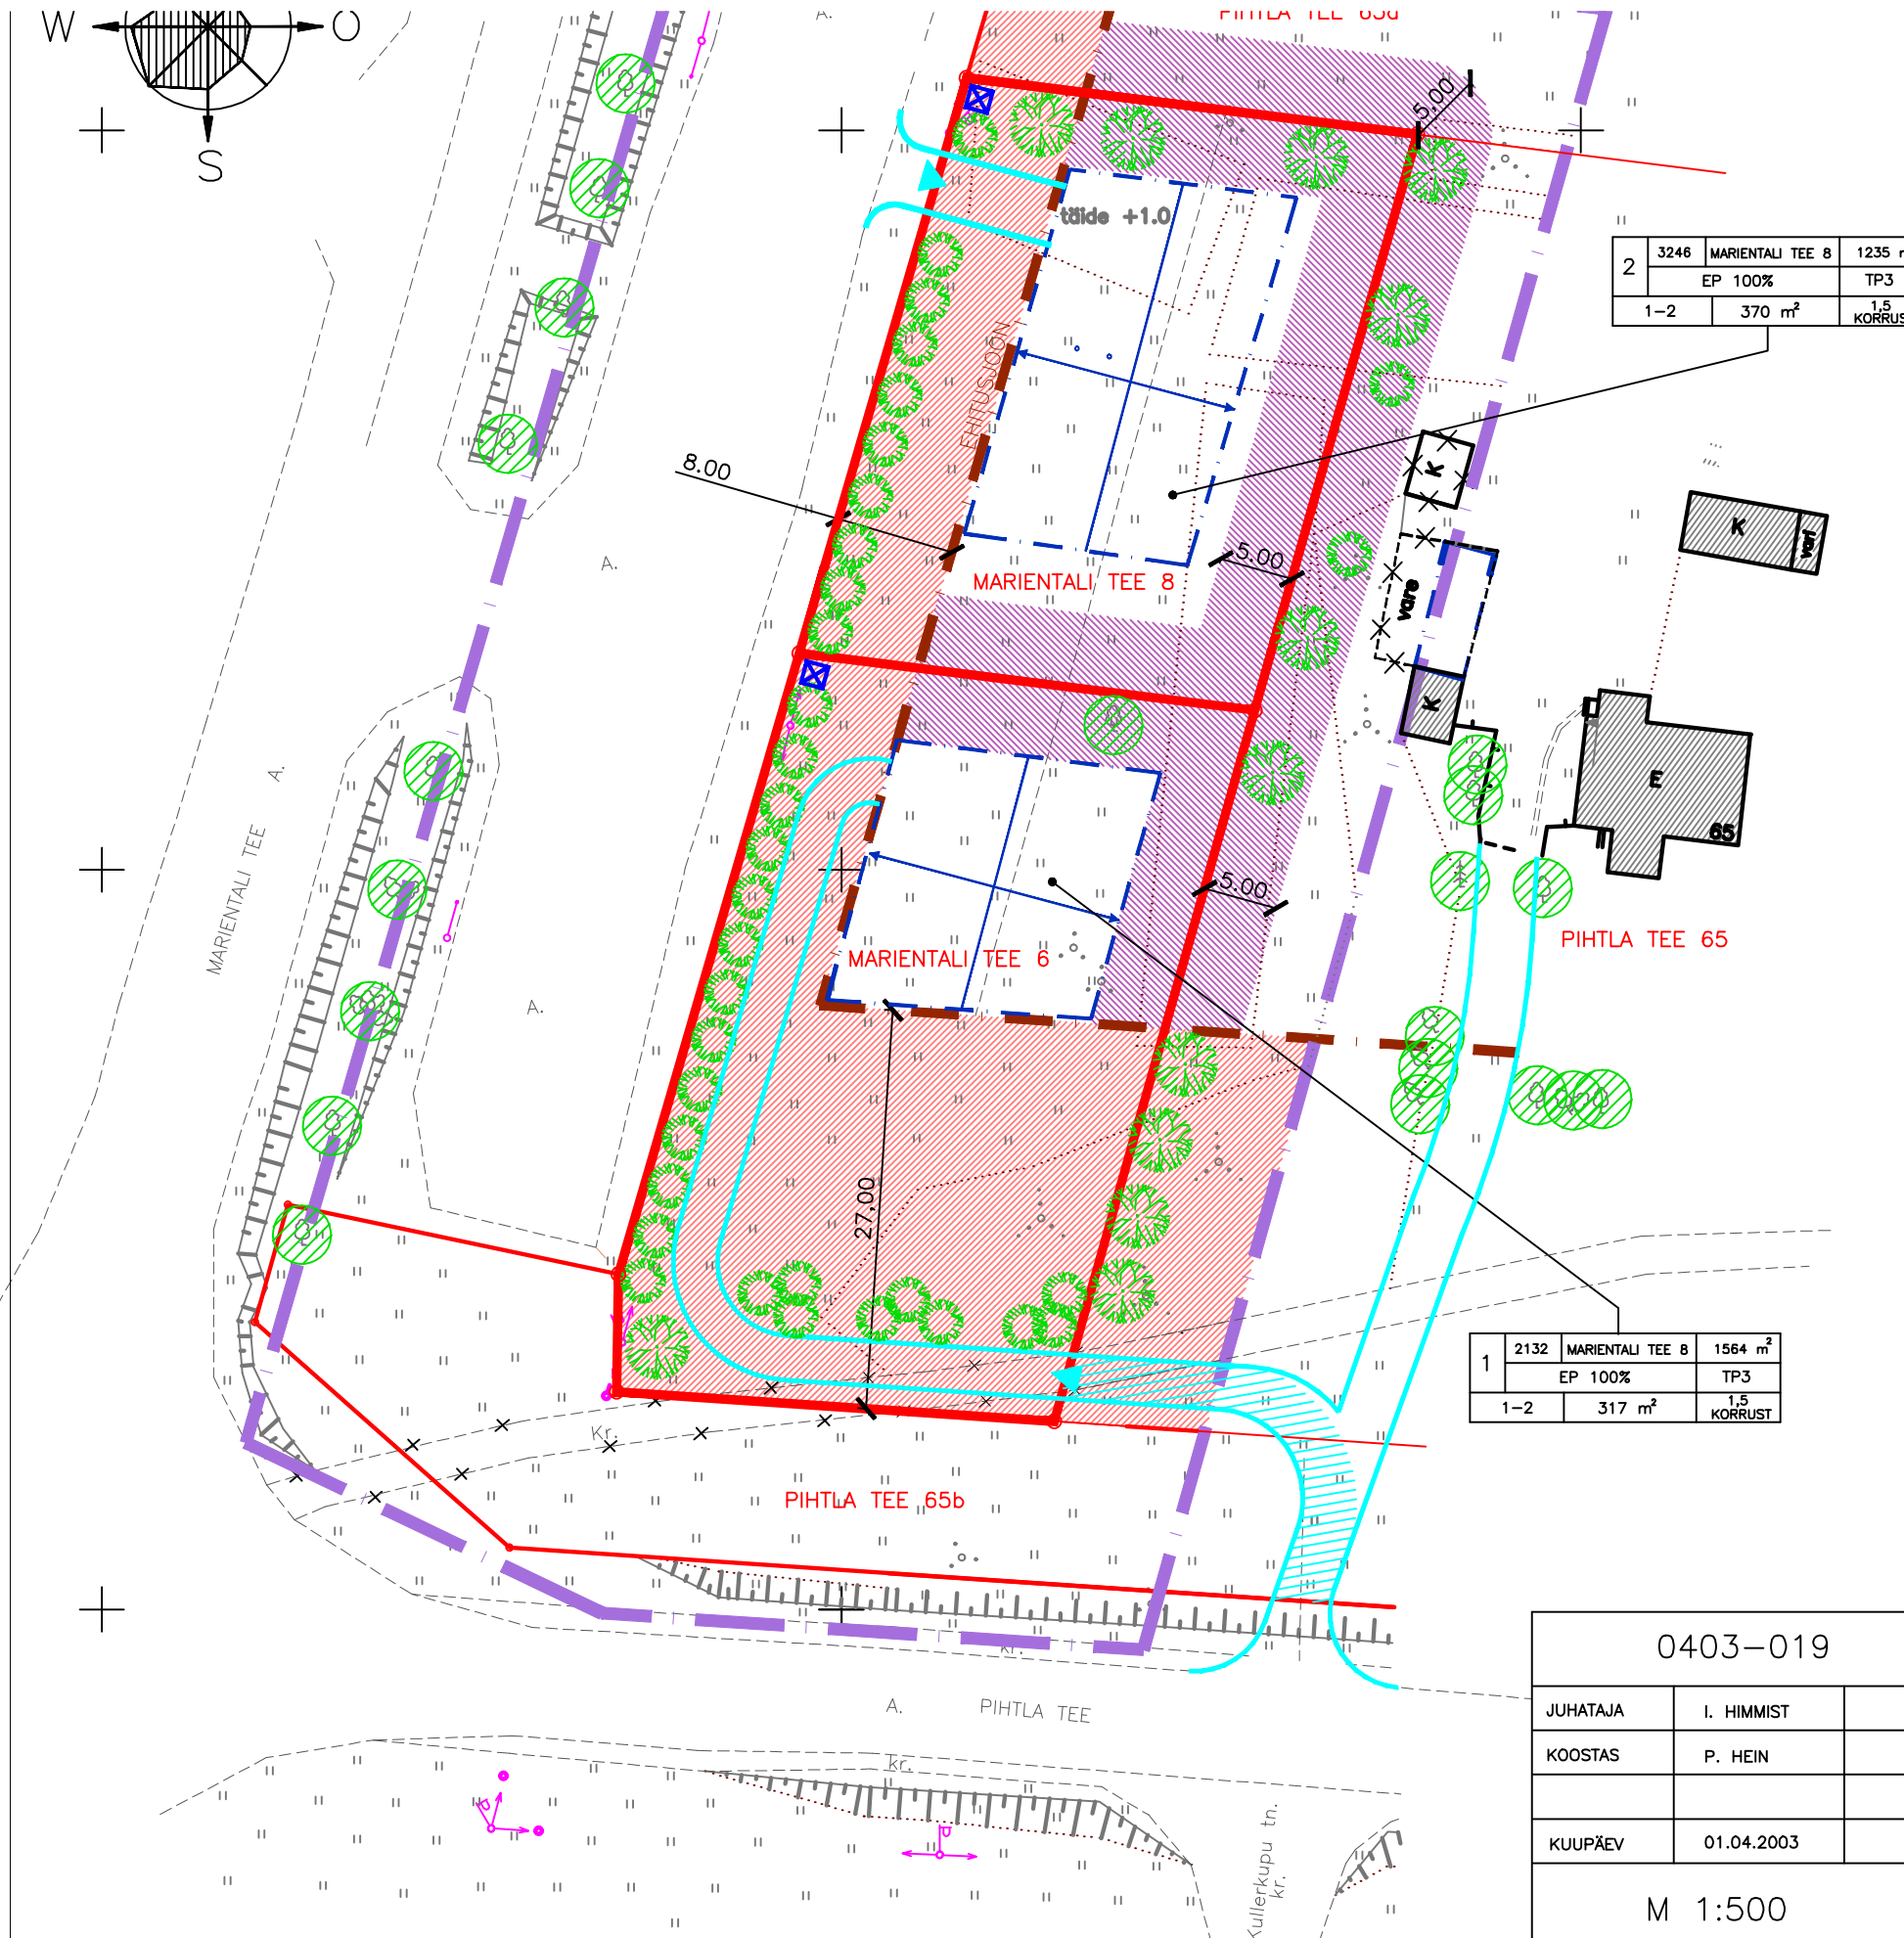 W
O
S
A.
PIHTLA TEE 65a
5,00
täide +1.0
2
3246
MARIENTALI TEE 8
1235
EP 100%
TP3
1-2
370 m²
1,5
KORRUS
EHITUSJOON
8.00
K
K
vari
A.
5.00
MARIENTALI TEE 8
vare
K
A.
MARIENTALI TEE
E
65
5.00
MARIENTALI TEE 6
PIHTLA TEE 65
A.
27,00
1
2132
MARIENTALI TEE 8
1564 m²
EP 100%
TP3
1-2
317 m²
1,5
KORRUST
Kr.
PIHTLA TEE 65b
kr.
A.
PIHTLA TEE
kr.
Kullerkupu tn.
kr.
0403-019
JUHATAJA
I. HIMMIST
KOOSTAS
P. HEIN
KUUPÄEV
01.04.2003
M 1:500